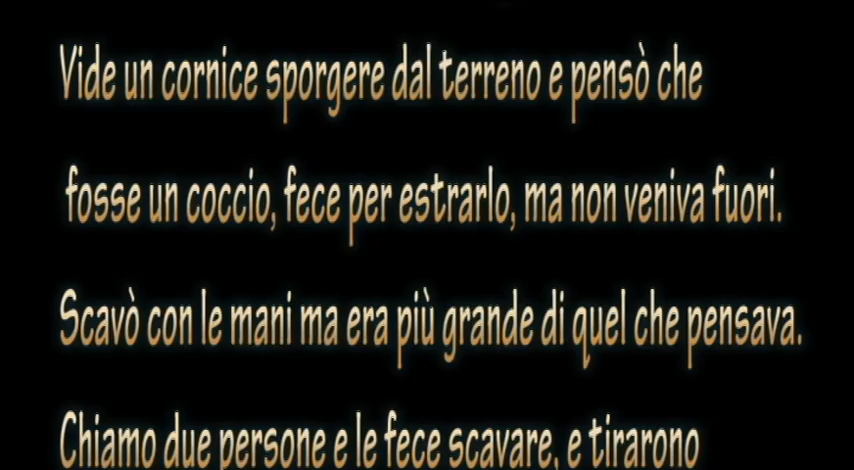 Vide un cornice sporgere dal terreno e pensò che
fosse un coccio, fece per estrarlo, ma non veniva fuori.
Scavò con le mani ma era più grande di quel che pensava.
Chiamo due persone e le fece scavare, e tirarono